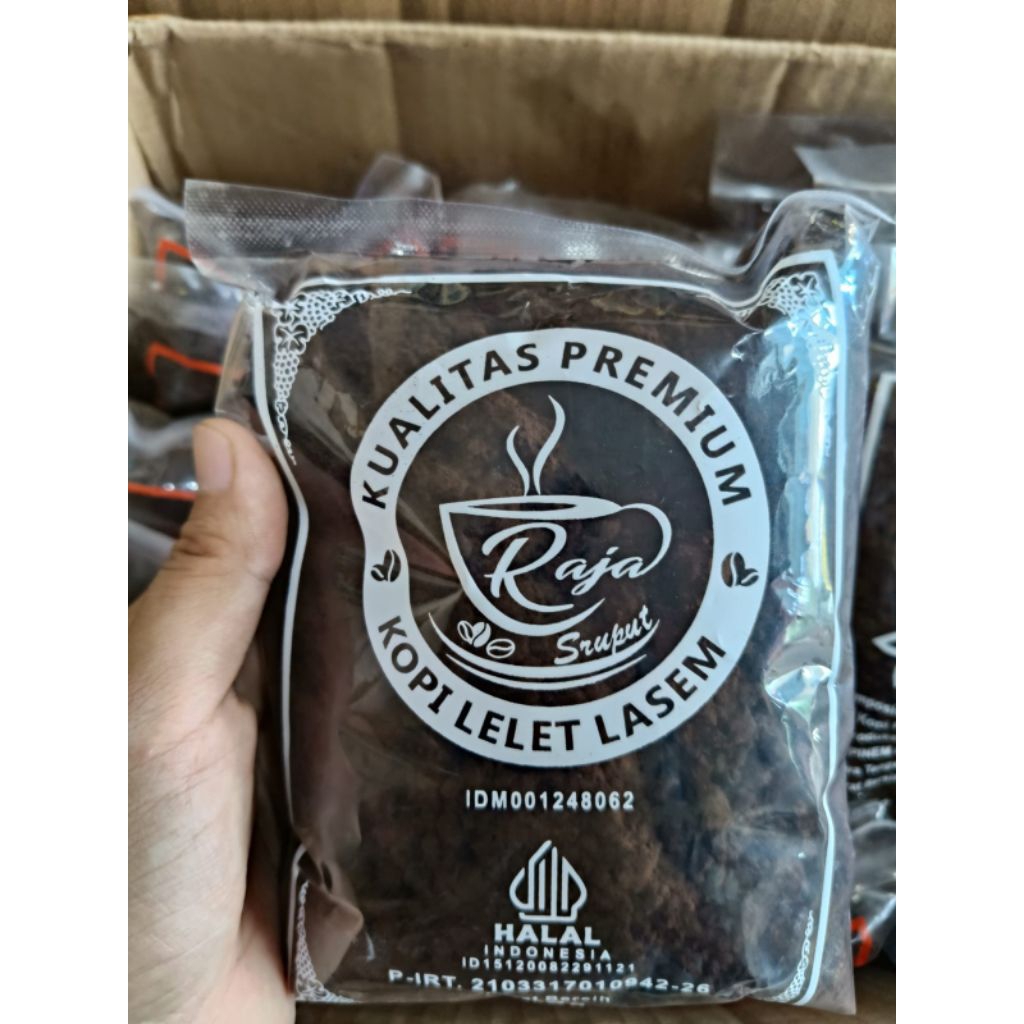 KUALITAS PREMIUM
Raja
Sruput
KOPI LELET LASEM
IDM001248062
HALAL
INDONESIA
ID15120082291121
P-IRT. 2103317010942-26